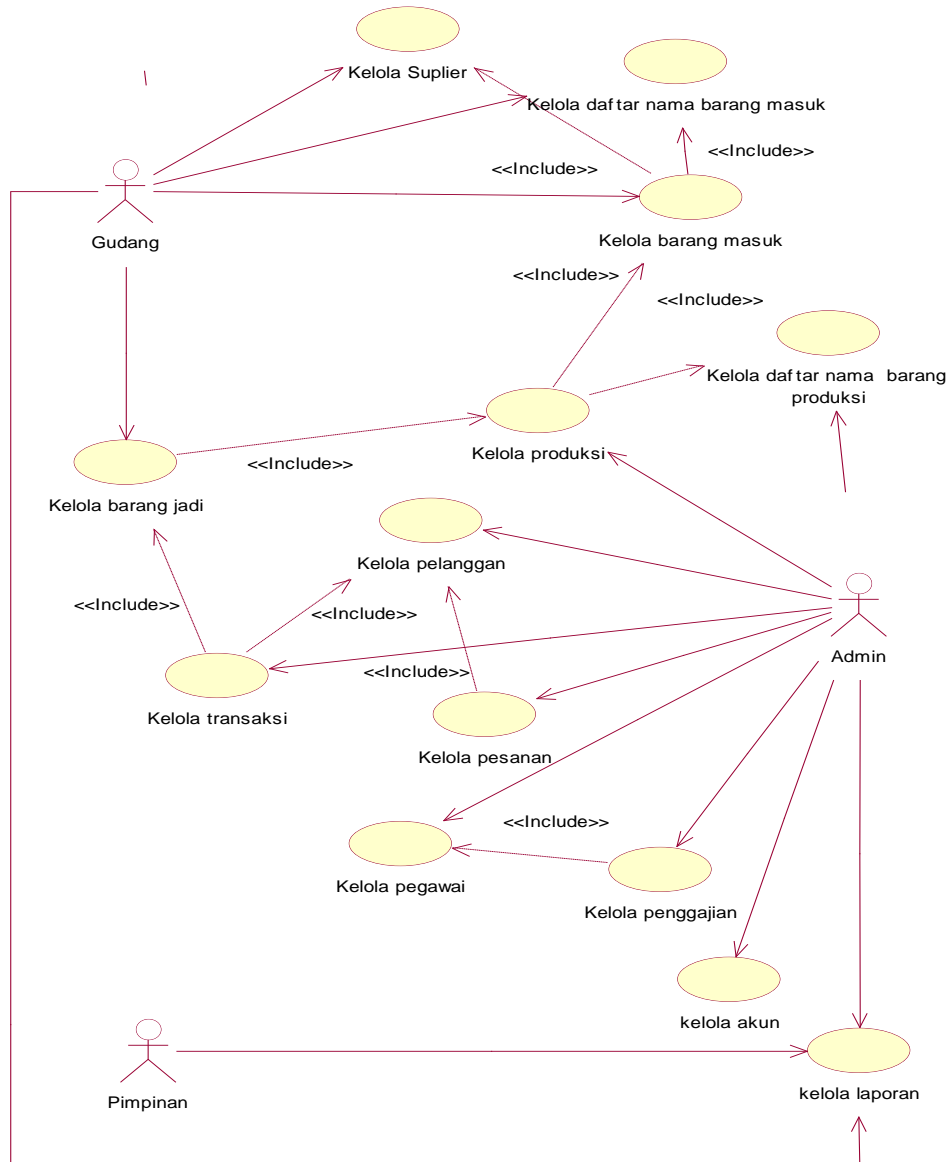 Kelola Suplier
Kelola daftar nama barang masuk
<<Include>>
<<Include>>
Gudang
Kelola barang masuk
<<Include>>
<<Include>>
Kelola daftar nama barang
produksi
Kelola produksi
<<Include>>
Kelola barang jadi
Kelola pelanggan
<<Include>>
<<Include>>
Admin
<<Include>>
Kelola transaksi
Kelola pesanan
<<Include>>
Kelola pegawai
Kelola penggajian
kelola akun
Pimpinan
kelola laporan